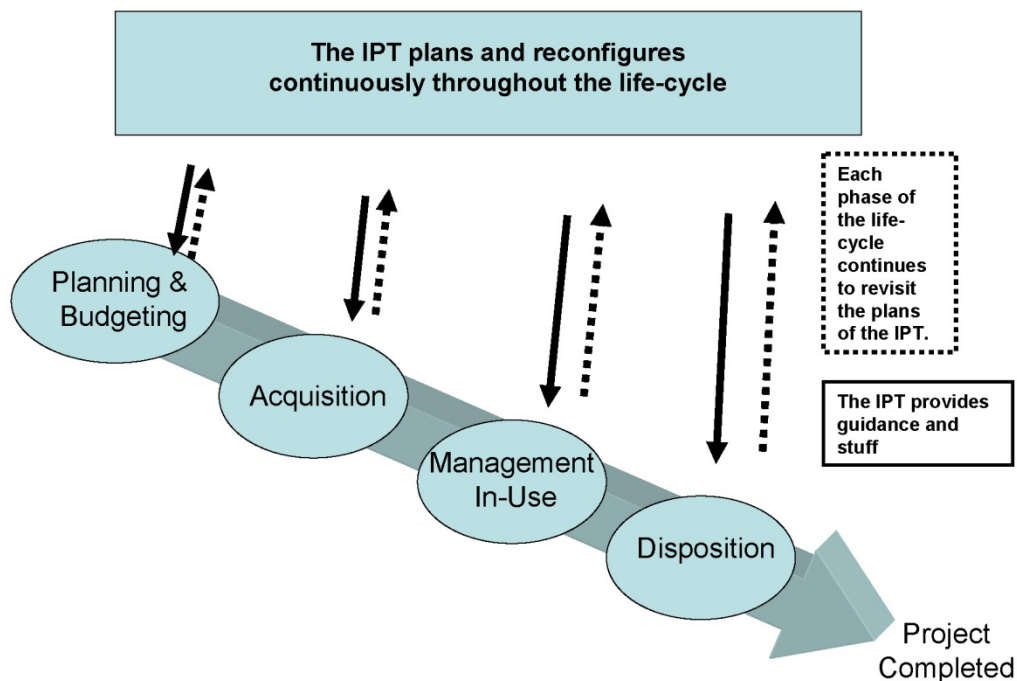 The IPT plans and reconfigures
continuously throughout the life-cycle
Each
phase of
the life-
cycle
continues
to revisit
the plans
of the IPT.
Planning &
Budgeting
Acquisition
The IPT provides
guidance and
stuff
Management
In-Use
Disposition
Project
Completed